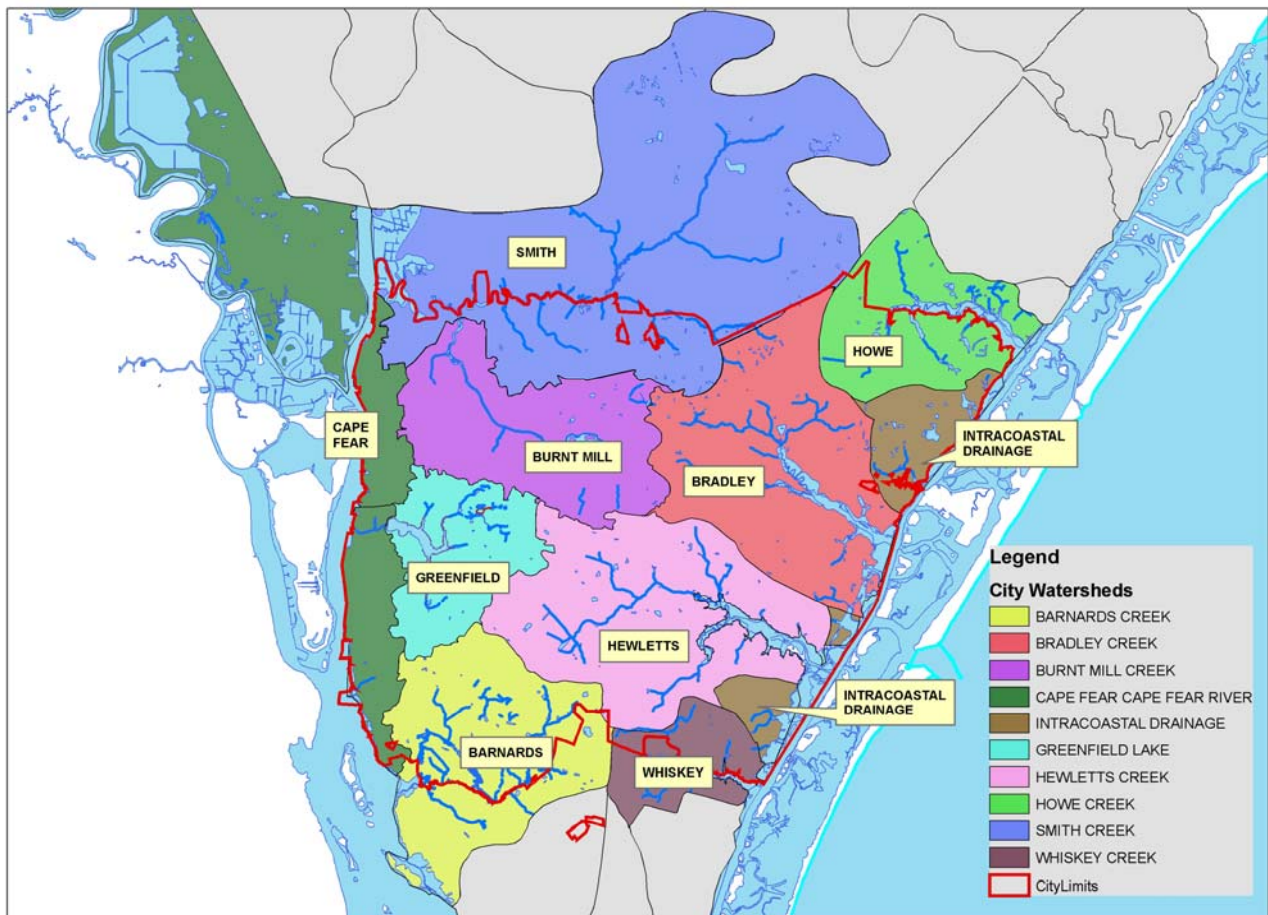 SMITH
HOWE
CAPE
FEAR
BURNT MILL
BRADLEY
INTRACOASTAL
DRAINAGE
GREENFIELD
HEWLETTS
INTRACOASTAL
DRAINAGE
BARNARDS
WHISKEY
Legend
City Watersheds
BARNARDS CREEK
BRADLEY CREEK
BURNT MILL CREEK
CAPE FEAR CAPE FEAR RIVER
INTRACOASTAL DRAINAGE
GREENFIELD LAKE
HEWLETTS CREEK
HOWE CREEK
SMITH CREEK
WHISKEY CREEK
CityLimits